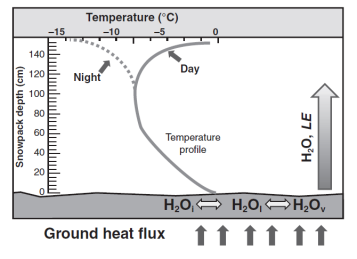 Temperature (°C)
−15 −10 −5 0
Snowpack depth (cm)
140
120
100
80
60
40
20
0
Night
Day
Temperature
profile
H₂O, LE
H₂Oᵢ ⟺ H₂Oₗ ⟺ H₂Oᵥ
Ground heat flux